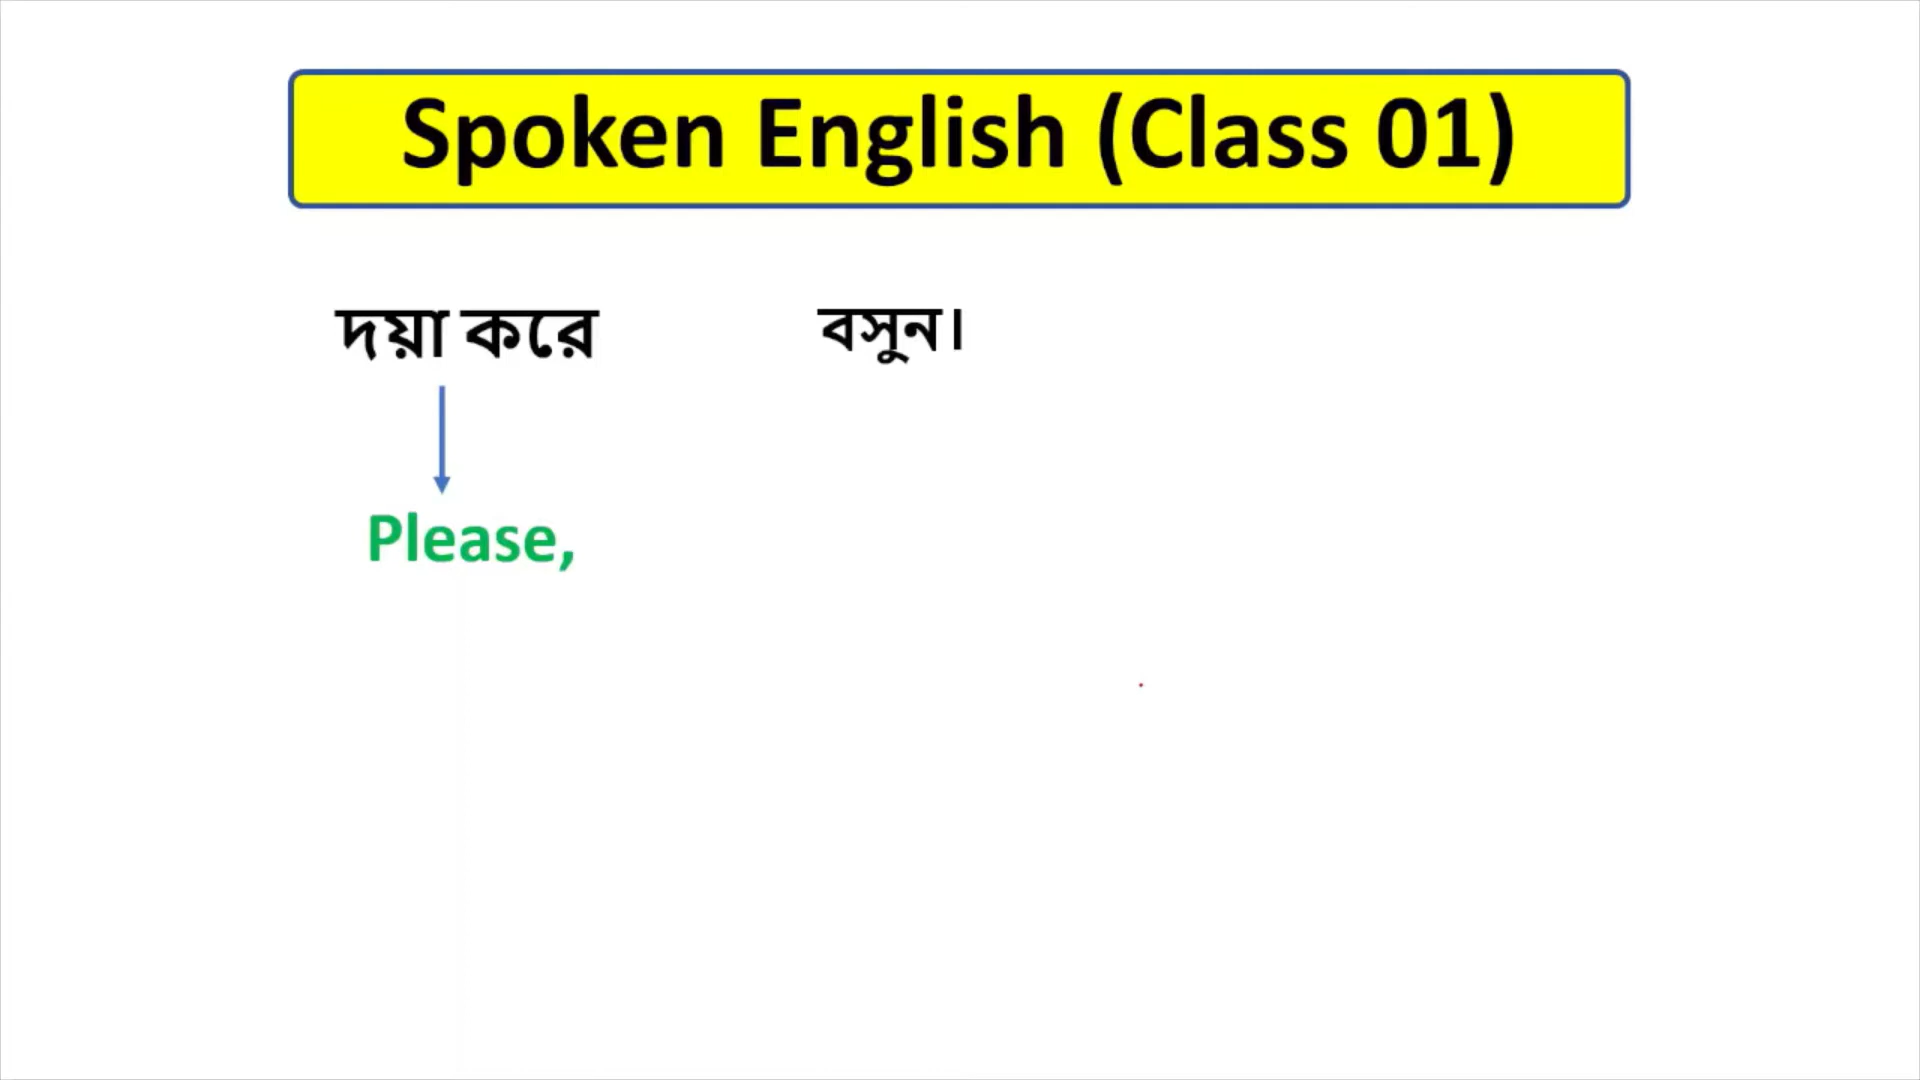 Spoken English (Class 01)
দয়া করে বসুন।
Please,